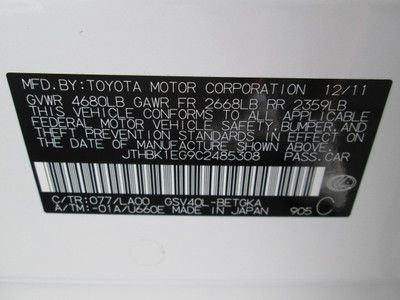 MFD.BY:TOYOTA MOTOR CORPORATION 12/11
GVWR 4680LB GAWR FR 2668LB RR 2359LB
THIS VEHICLE CONFORMS TO ALL APPLICABLE
FEDERAL MOTOR VEHICLE SAFETY, BUMPER, AND
THEFT PREVENTION STANDARDS IN EFFECT ON
THE DATE OF MANUFACTURE SHOWN ABOVE.
JTHBK1EG9C2485308 PASS.CAR
C/TR:077/LA00 GSV40L-BETGKA
A/TM:-01A/U660E MADE IN JAPAN 905 C